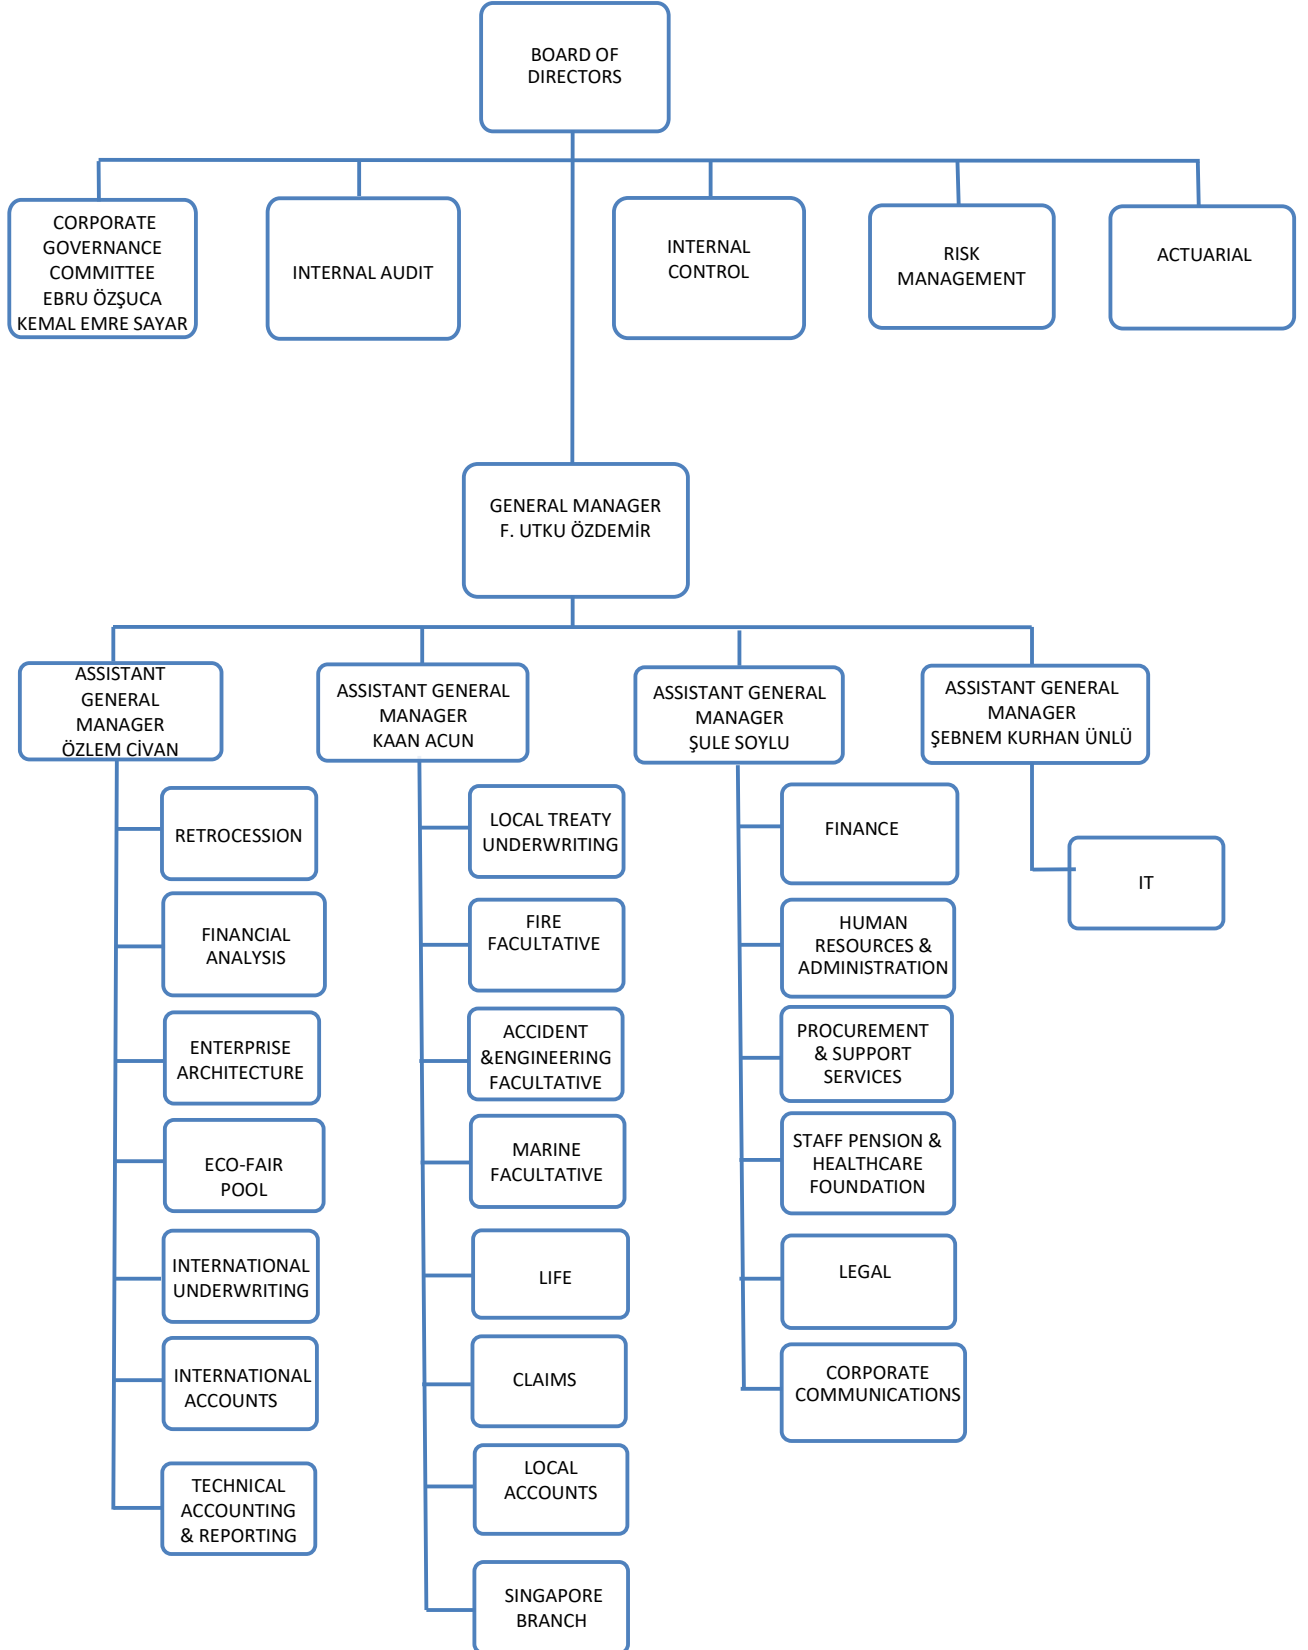 BOARD OF
DIRECTORS
CORPORATE
GOVERNANCE
COMMITTEE
EBRU ÖZŞUCA
KEMAL EMRE SAYAR
INTERNAL AUDIT
INTERNAL
CONTROL
RISK
MANAGEMENT
ACTUARIAL
GENERAL MANAGER
F. UTKU ÖZDEMİR
ASSISTANT
GENERAL
MANAGER
ÖZLEM CİVAN
RETROCESSION
FINANCIAL
ANALYSIS
ENTERPRISE
ARCHITECTURE
ECO-FAIR
POOL
INTERNATIONAL
UNDERWRITING
INTERNATIONAL
ACCOUNTS
TECHNICAL
ACCOUNTING
& REPORTING
ASSISTANT GENERAL
MANAGER
KAAN ACUN
LOCAL TREATY
UNDERWRITING
FIRE
FACULTATIVE
ACCIDENT
&ENGINEERING
FACULTATIVE
MARINE
FACULTATIVE
LIFE
CLAIMS
LOCAL
ACCOUNTS
SINGAPORE
BRANCH
ASSISTANT GENERAL
MANAGER
ŞULE SOYLU
FINANCE
HUMAN
RESOURCES &
ADMINISTRATION
PROCUREMENT
& SUPPORT
SERVICES
STAFF PENSION &
HEALTHCARE
FOUNDATION
LEGAL
CORPORATE
COMMUNICATIONS
ASSISTANT GENERAL
MANAGER
ŞEBNEM KURHAN ÜNLÜ
IT